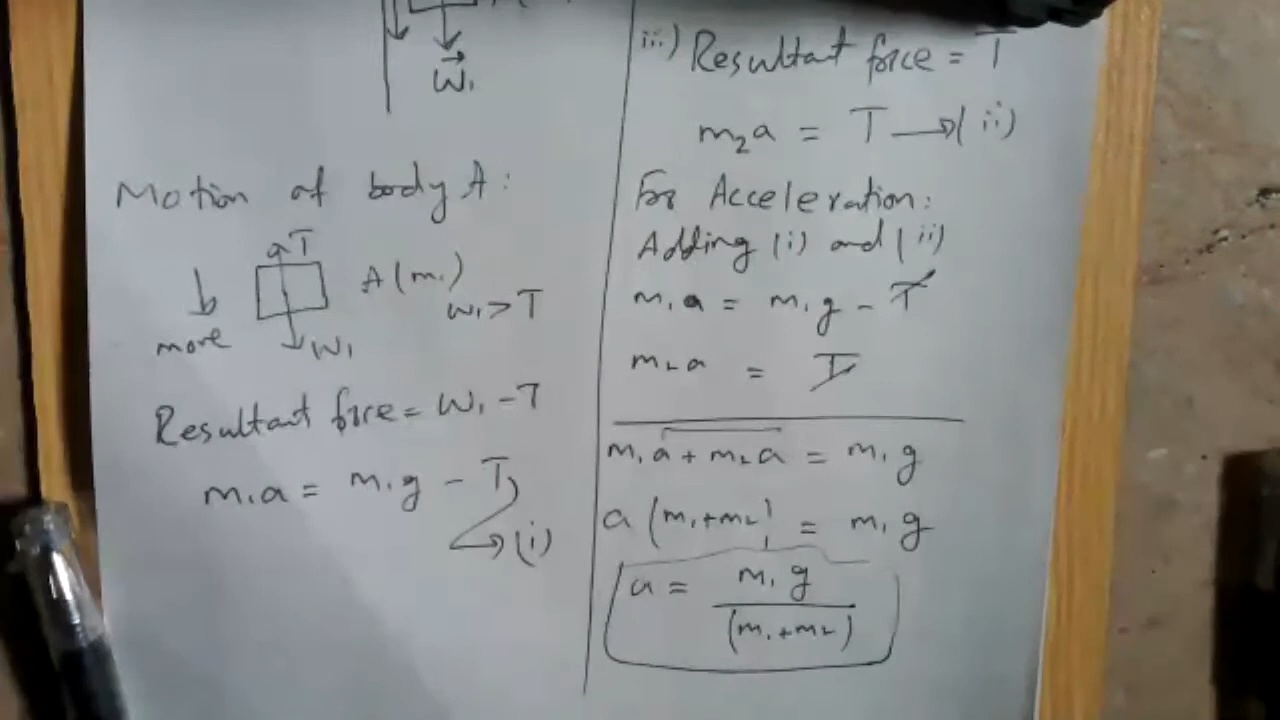 W₁
Motion of body A:
T
A (m₁)
W₁ > T
move
W₁
Resultant force = W₁ - T
m₁a = m₁g - T
(i)
iii) Resultant force = T
m₂a = T → (ii)
For Acceleration:
Adding (i) and (ii)
m₁a = m₁g - T
m₂a = T
m₁a + m₂a = m₁g
a (m₁+m₂) = m₁g
a = m₁g / (m₁+m₂)